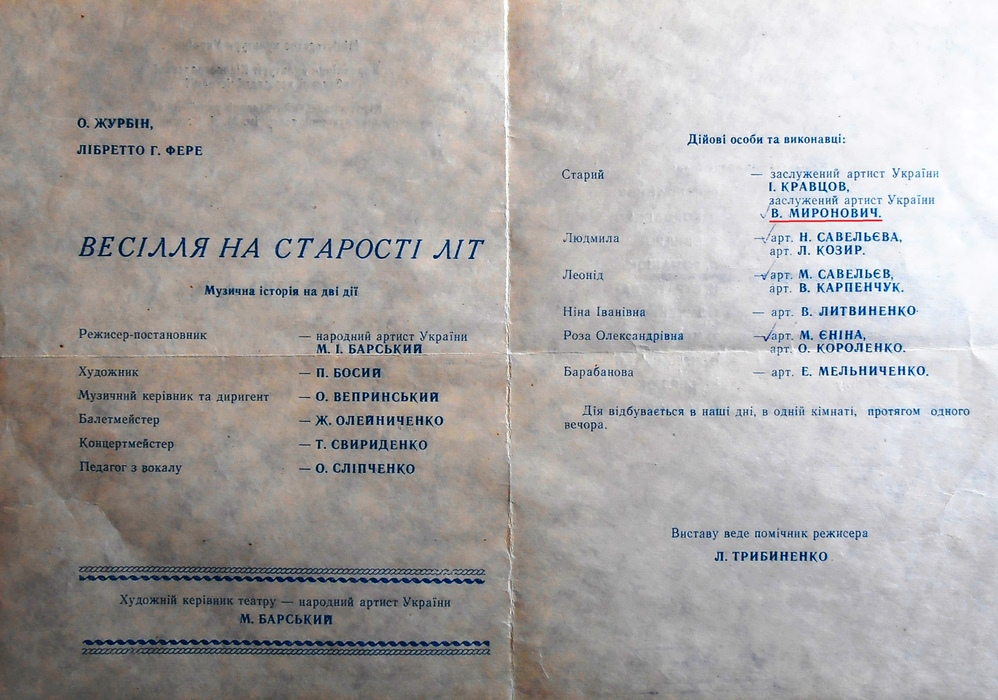 О. ЖУРБІН,
ЛІБРЕТТО Г. ФЕРЕ
ВЕСІЛЛЯ НА СТАРОСТІ ЛІТ
Музична історія на дві дії
Режисер-постановник — народний артист України
М. І. БАРСЬКИЙ
Художник — П. БОСИЙ
Музичний керівник та диригент — О. ВЕПРИНСЬКИЙ
Балетмейстер — Ж. ОЛЕЙНИЧЕНКО
Концертмейстер — Т. СВИРИДЕНКО
Педагог з вокалу — О. СЛІПЧЕНКО
Художній керівник театру — народний артист України
М. БАРСЬКИЙ
Дійові особи та виконавці:
Старий — заслужений артист України
І. КРАВЦОВ,
заслужений артист України
В. МИРОНОВИЧ.
Людмила — арт. Н. САВЕЛЬЄВА,
арт. Л. КОЗИР.
Леонід — арт. М. САВЕЛЬЄВ,
арт. В. КАРПЕНЧУК.
Ніна Іванівна — арт. В. ЛИТВИНЕНКО
Роза Олександрівна — арт. М. ЄНІНА,
арт. О. КОРОЛЕНКО.
Барабанова — арт. Е. МЕЛЬНИЧЕНКО.
Дія відбувається в наші дні, в одній кімнаті, протягом одного
вечора.
Виставу веде помічник режисера
Л. ТРИБИНЕНКО